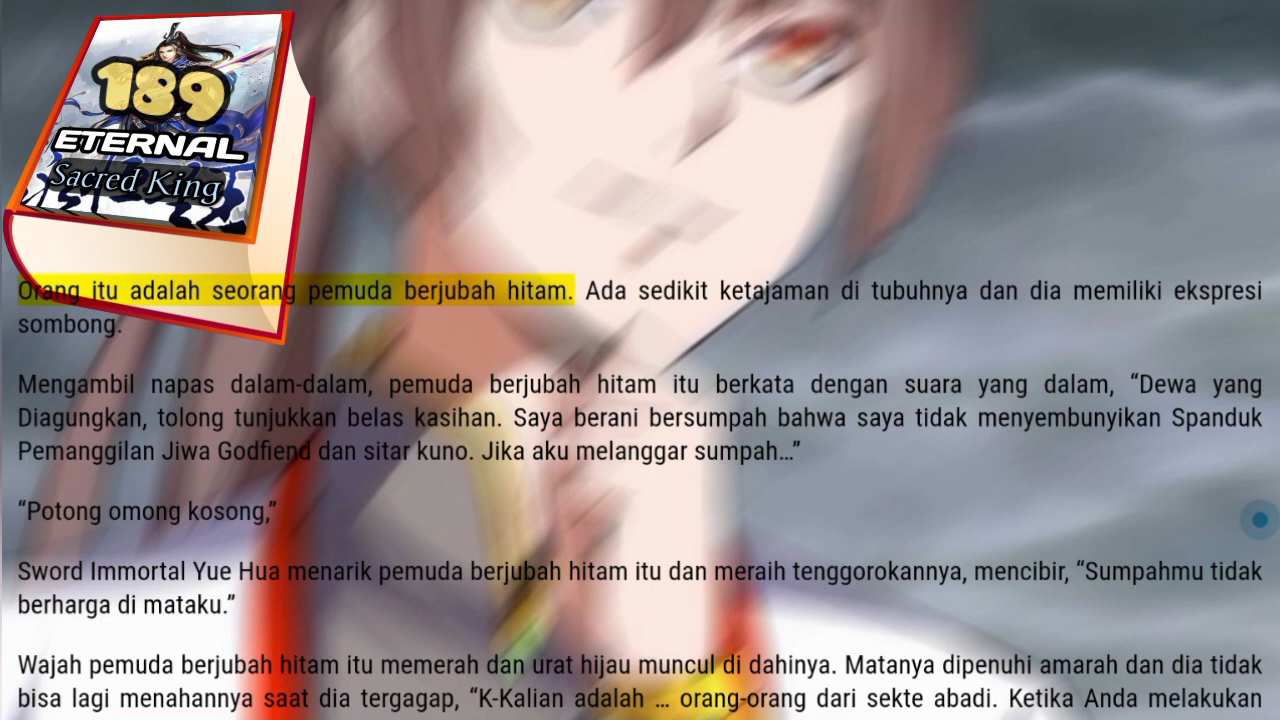 189
ETERNAL
Sacred King
Orang itu adalah seorang pemuda berjubah hitam. Ada sedikit ketajaman di tubuhnya dan dia memiliki ekspresi
sombong.
Mengambil napas dalam-dalam, pemuda berjubah hitam itu berkata dengan suara yang dalam, “Dewa yang
Diagungkan, tolong tunjukkan belas kasihan. Saya berani bersumpah bahwa saya tidak menyembunyikan Spanduk
Pemanggilan Jiwa Godfiend dan sitar kuno. Jika aku melanggar sumpah…”
“Potong omong kosong,”
Sword Immortal Yue Hua menarik pemuda berjubah hitam itu dan meraih tenggorokannya, mencibir, “Sumpahmu tidak
berharga di mataku.”
Wajah pemuda berjubah hitam itu memerah dan urat hijau muncul di dahinya. Matanya dipenuhi amarah dan dia tidak
bisa lagi menahannya saat dia tergagap, “K-Kalian adalah … orang-orang dari sekte abadi. Ketika Anda melakukan